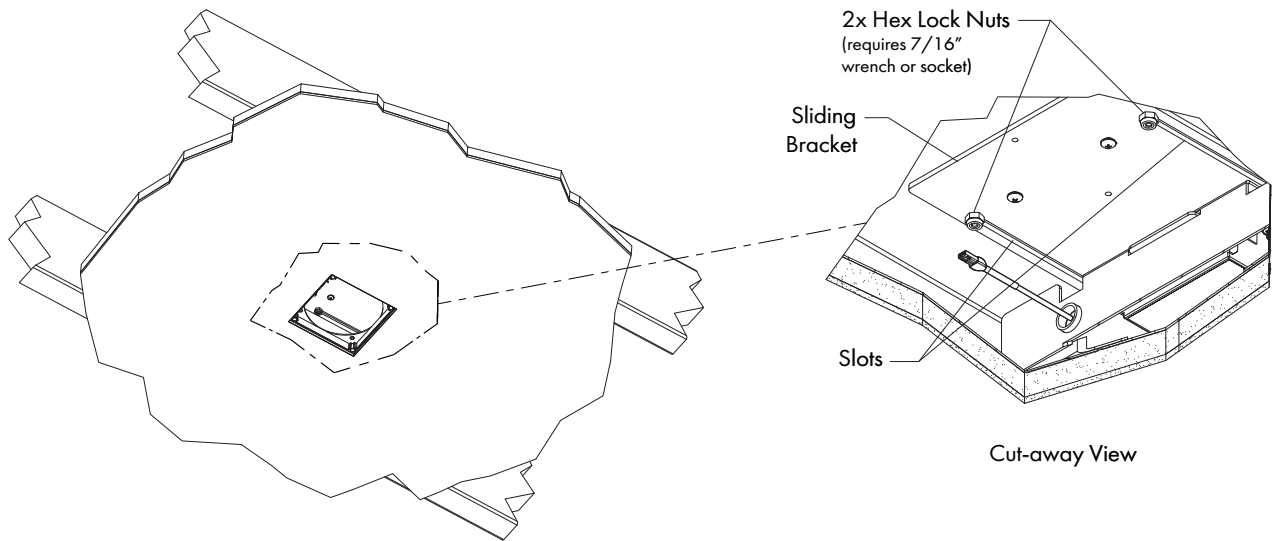 2x Hex Lock Nuts
(requires 7/16”
wrench or socket)
Sliding
Bracket
Slots
Cut-away View